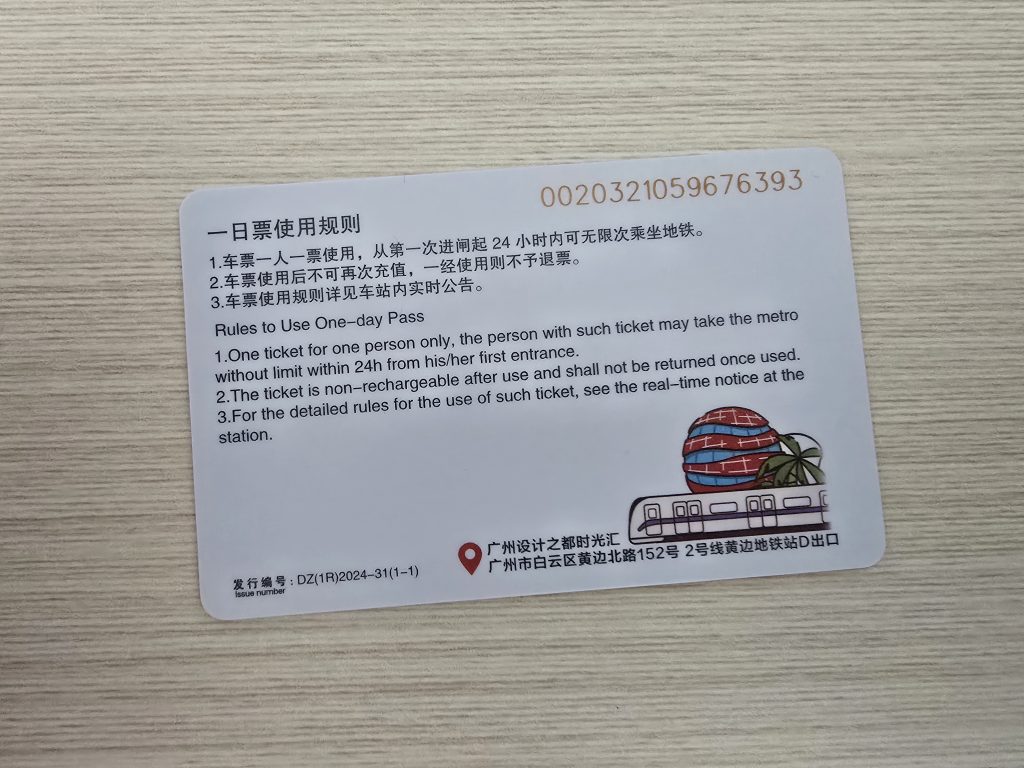 0020321059676393
一日票使用规则
1.车票一人一票使用，从第一次进闸起 24 小时内可无限次乘坐地铁。
2.车票使用后不可再次充值，一经使用则不予退票。
3.车票使用规则详见车站内实时公告。
Rules to Use One-day Pass
1.One ticket for one person only, the person with such ticket may take the metro
without limit within 24h from his/her first entrance.
2.The ticket is non-rechargeable after use and shall not be returned once used.
3.For the detailed rules for the use of such ticket, see the real-time notice at the
station.
广州设计之都时光汇
广州市白云区黄边北路152号 2号线黄边地铁站D出口
发行编号：DZ(1R)2024-31(1-1)
Issue number